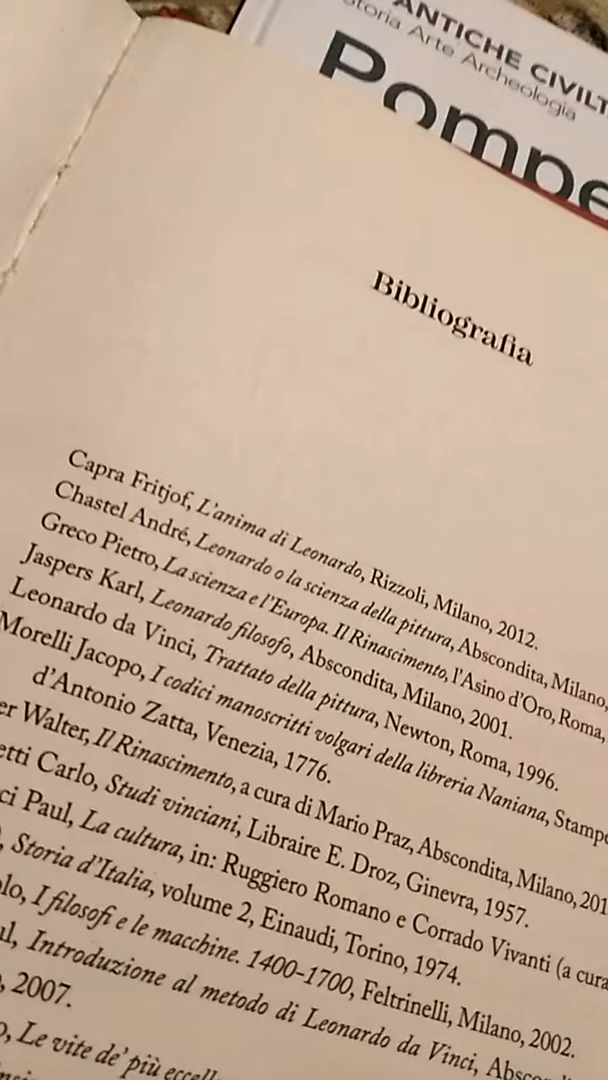 ANTICHE CIVILT
Storia Arte Archeologia
Pompe
Bibliografia
Capra Fritjof, L'anima di Leonardo, Rizzoli, Milano, 2012.
Chastel André, Leonardo o la scienza della pittura, Abscondita, Milano,
Greco Pietro, La scienza e l'Europa. Il Rinascimento, l'Asino d'Oro, Roma,
Jaspers Karl, Leonardo filosofo, Abscondita, Milano, 2001.
Leonardo da Vinci, Trattato della pittura, Newton, Roma, 1996.
Morelli Jacopo, I codici manoscritti volgari della libreria Naniana, Stampe
d'Antonio Zatta, Venezia, 1776.
er Walter, Il Rinascimento, a cura di Mario Praz, Abscondita, Milano, 201
etti Carlo, Studi vinciani, Libraire E. Droz, Ginevra, 1957.
ci Paul, La cultura, in: Ruggiero Romano e Corrado Vivanti (a cura
, Storia d'Italia, volume 2, Einaudi, Torino, 1974.
lo, I filosofi e le macchine. 1400-1700, Feltrinelli, Milano, 2002.
ul, Introduzione al metodo di Leonardo da Vinci,
, 2007.
o, Le vite de' più eccell